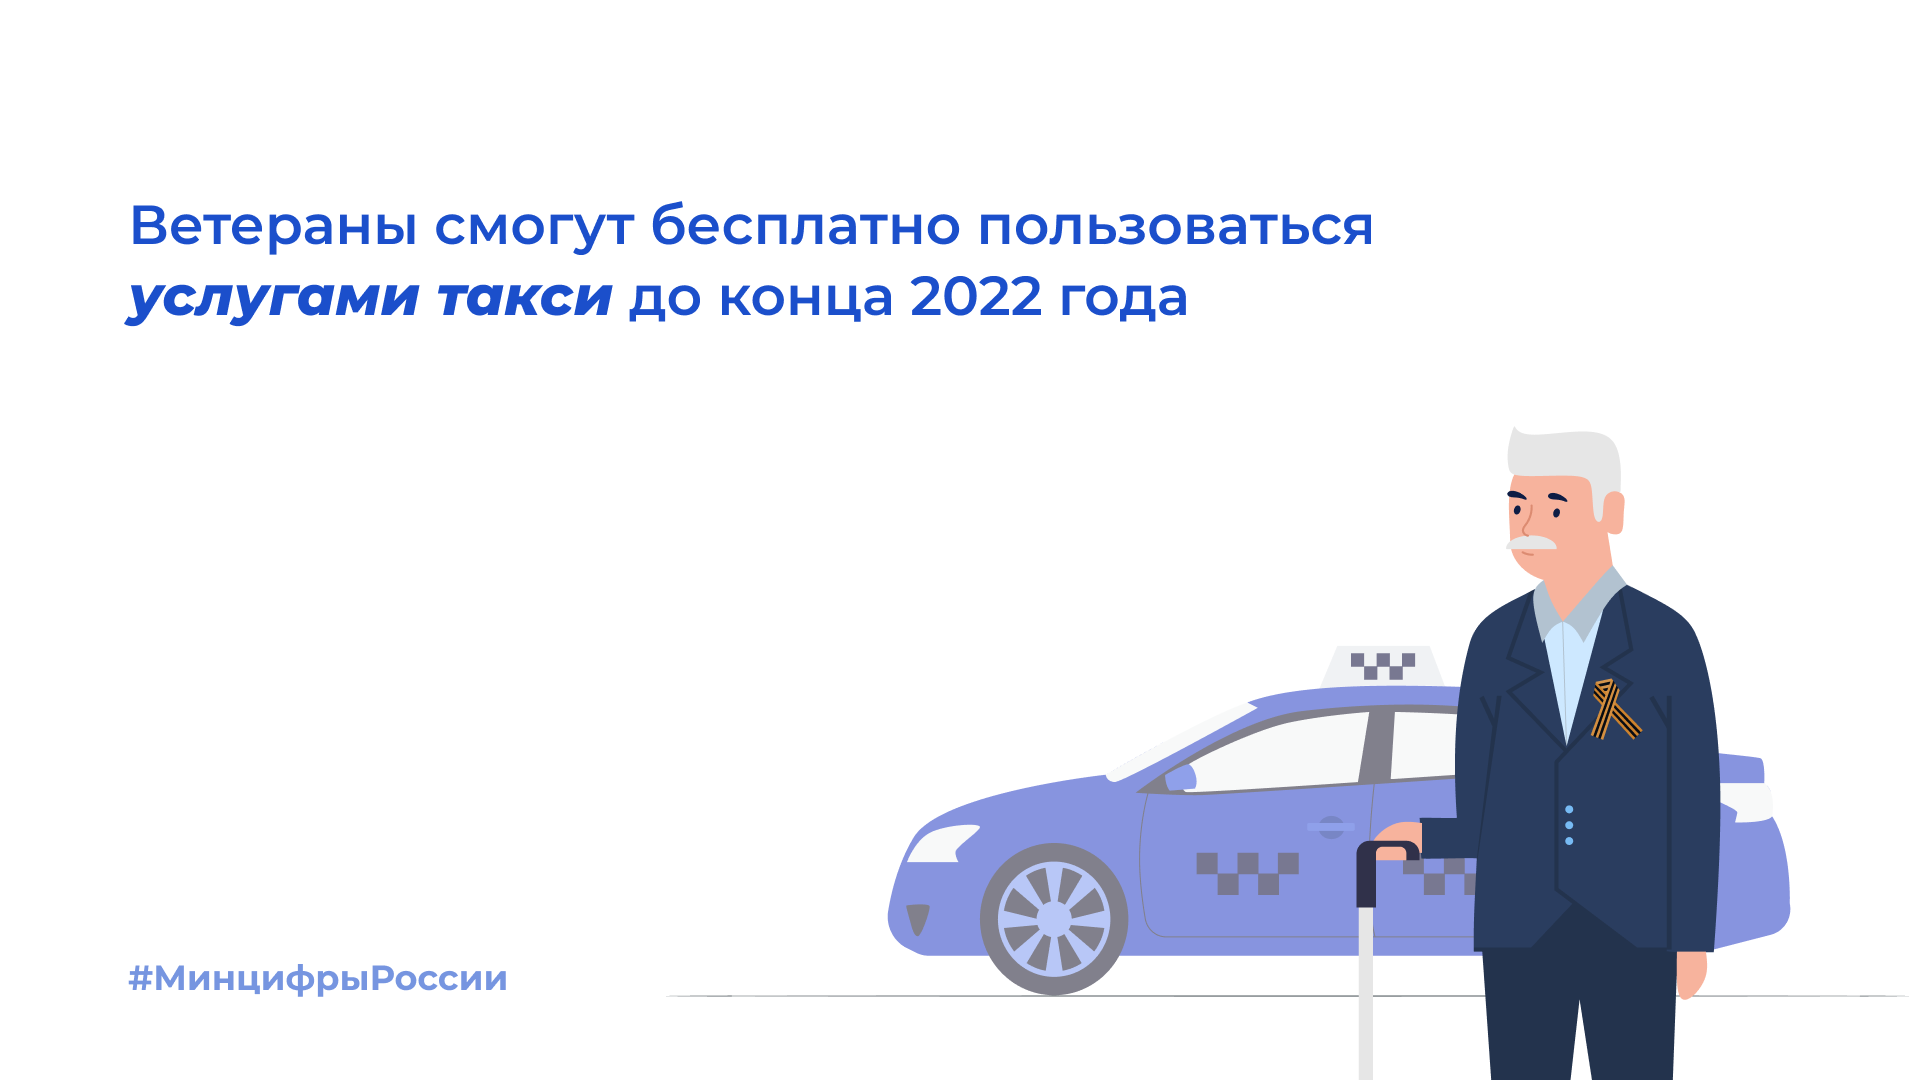 Ветераны смогут бесплатно пользоваться
услугами такси до конца 2022 года
#МинцифрыРоссии